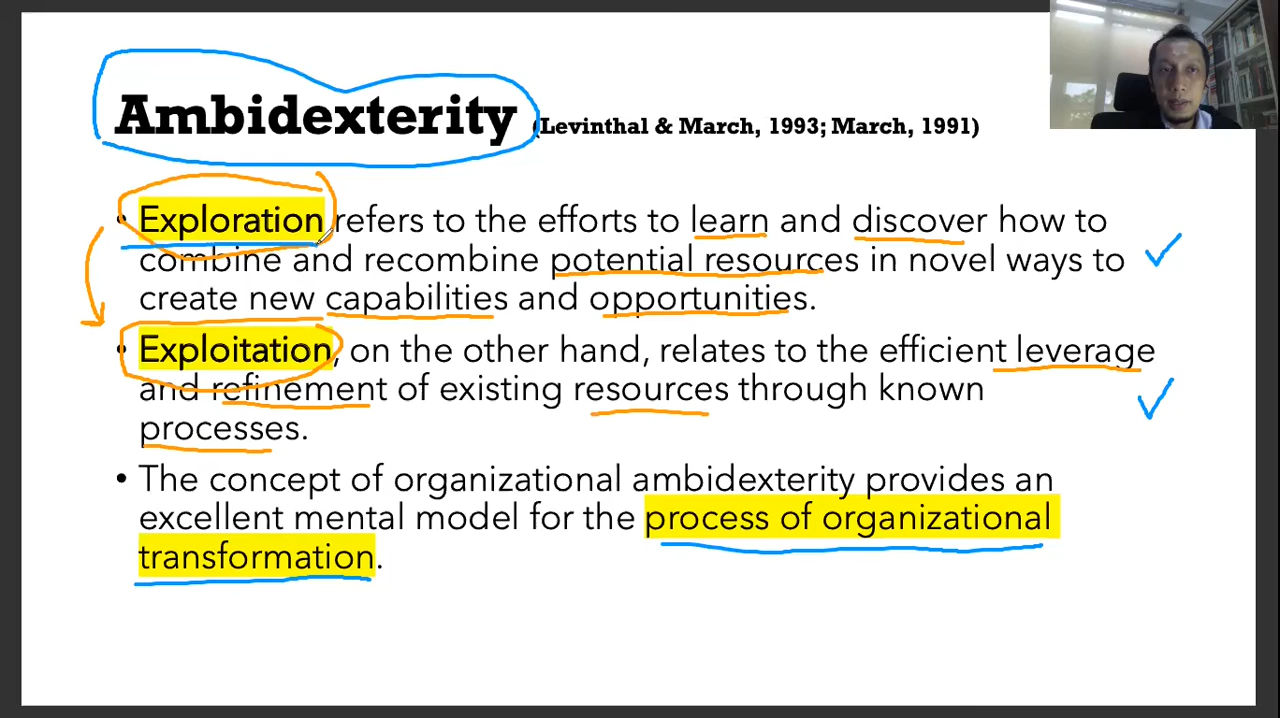 Ambidexterity (Levinthal & March, 1993; March, 1991)
• Exploration refers to the efforts to learn and discover how to
combine and recombine potential resources in novel ways to
create new capabilities and opportunities.
• Exploitation, on the other hand, relates to the efficient leverage
and refinement of existing resources through known
processes.
• The concept of organizational ambidexterity provides an
excellent mental model for the process of organizational
transformation.